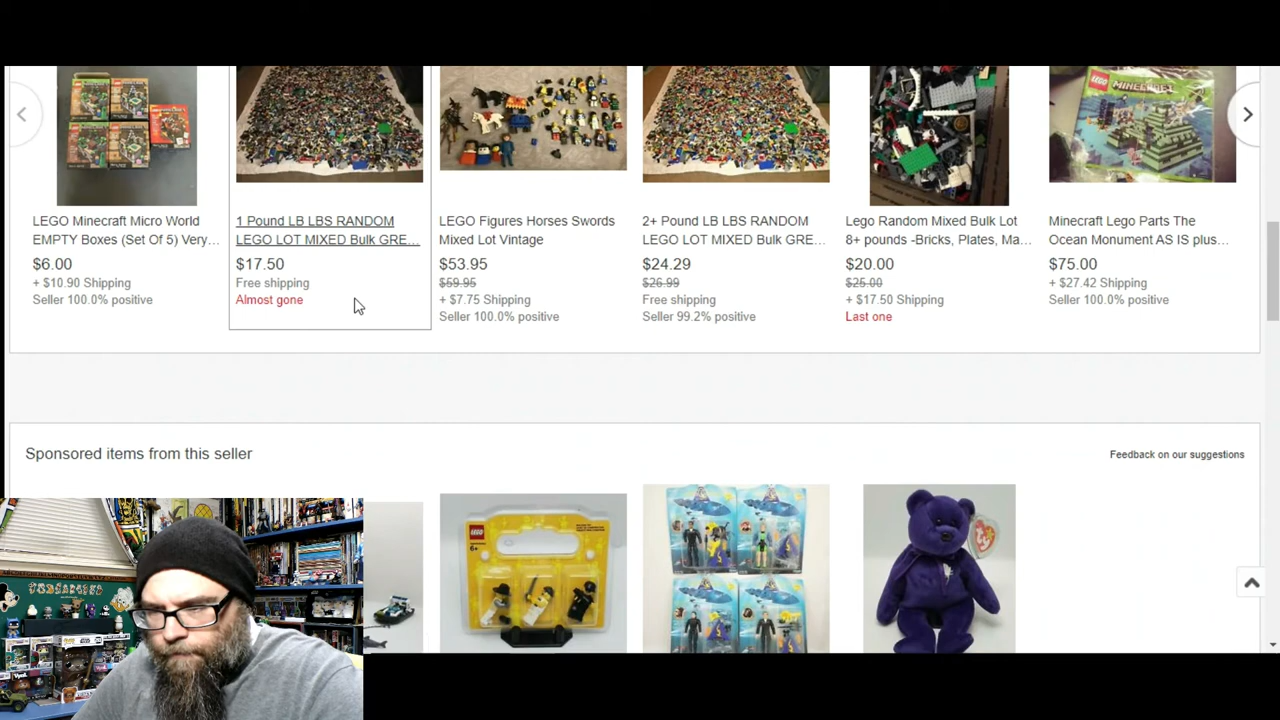 LEGO
MINECRAFT
LEGO Minecraft Micro World
EMPTY Boxes (Set Of 5) Very...
$6.00
+ $10.90 Shipping
Seller 100.0% positive
1 Pound LB LBS RANDOM
LEGO LOT MIXED Bulk GRE...
$17.50
Free shipping
Almost gone
LEGO Figures Horses Swords
Mixed Lot Vintage
$53.95
$59.95
+ $7.75 Shipping
Seller 100.0% positive
2+ Pound LB LBS RANDOM
LEGO LOT MIXED Bulk GRE...
$24.29
$26.99
Free shipping
Seller 99.2% positive
Lego Random Mixed Bulk Lot
8+ pounds -Bricks, Plates, Ma...
$20.00
$25.00
+ $17.50 Shipping
Last one
Minecraft Lego Parts The
Ocean Monument AS IS plus...
$75.00
+ $27.42 Shipping
Seller 100.0% positive
Sponsored items from this seller
Feedback on our suggestions
LEGO
6+